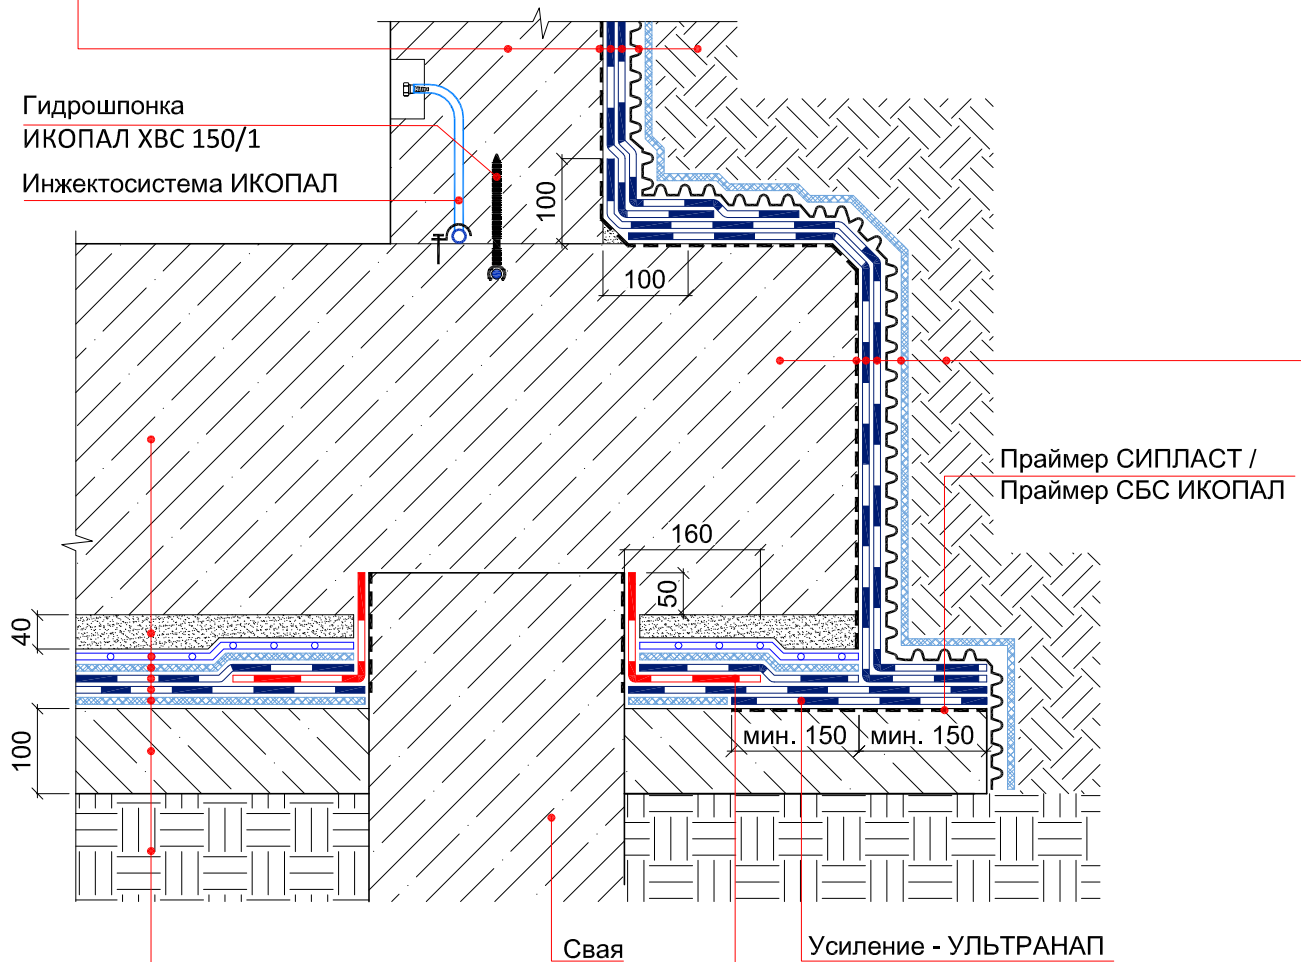 Гидрошпонка
ИКОПАЛ ХВС 150/1
Инжектосистема ИКОПАЛ
100
100
Праймер СИПЛАСТ /
Праймер СБС ИКОПАЛ
160
50
40
100
мин. 150
мин. 150
Свая
Усиление - УЛЬТРАНАП